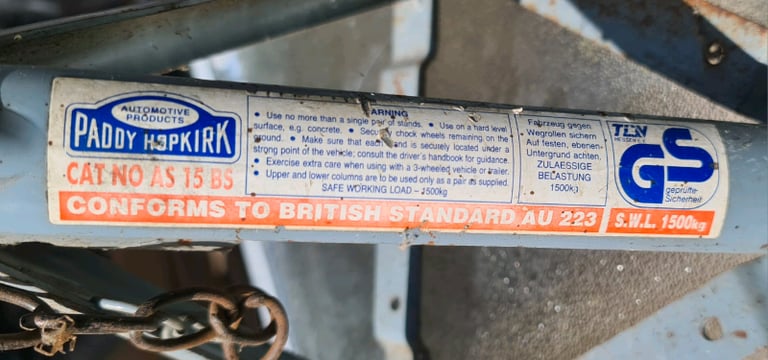 AUTOMOTIVE
PRODUCTS
PADDY HOPKIRK
CAT NO AS 15 BS
WARNING
• Use no more than a single pair of stands. • Use on a hard level
surface, e.g. concrete. • Securely chock wheels remaining on the
ground. • Make sure that each stand is securely located under a
strong point of the vehicle; consult the driver's handbook for guidance.
• Exercise extra care when using with a 3-wheeled vehicle or trailer.
• Upper and lower columns are to be used only as a pair as supplied.
SAFE WORKING LOAD – 1500kg
Fahrzeug gegen
Wegrollen sichern
Auf festen, ebenen
Untergrund achten.
ZULAESSIGE
BELASTUNG
1500kg
GS
geprüfte
Sicherheit
CONFORMS TO BRITISH STANDARD AU 223
S.W.L. 1500kg